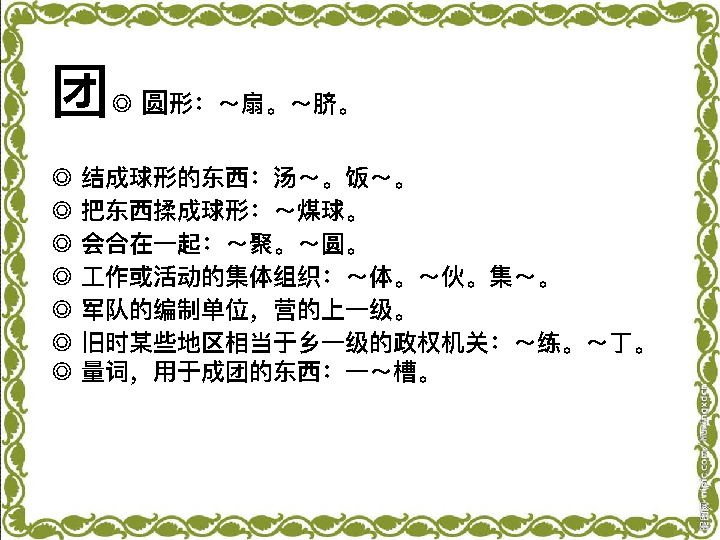 团◎ 圆形：～扇。～脐。
◎ 结成球形的东西：汤～。饭～。
◎ 把东西揉成球形：～煤球。
◎ 会合在一起：～聚。～圆。
◎ 工作或活动的集体组织：～体。～伙。集～。
◎ 军队的编制单位，营的上一级。
◎ 旧时某些地区相当于乡一级的政权机关：～练。～丁。
◎ 量词，用于成团的东西：一～槽。